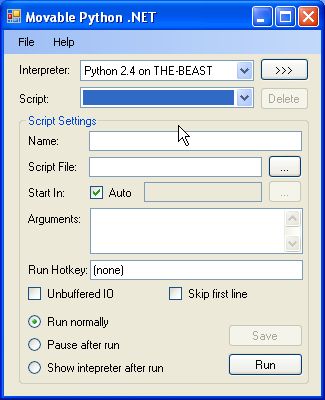 Movable Python .NET
File Help
Interpreter: Python 2.4 on THE-BEAST >>>
Script: Delete
Script Settings
Name:
Script File: ...
Start In: Auto ...
Arguments:
Run Hotkey: (none)
Unbuffered IO Skip first line
Run normally
Save
Pause after run
Show intepreter after run Run